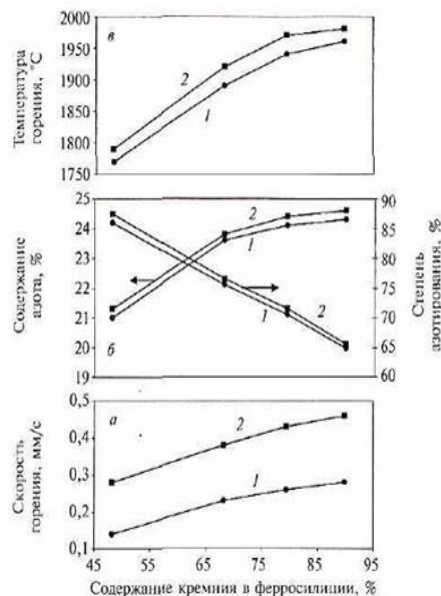 Температура
горения, °С
2000
1950
1900
1850
1800
1750
в
2
1
Содержание
азота, %
25
24
23
22
21
20
19
б
2
1
1
2
90
85
80
75
70
65
60
Степень
азотирования, %
Скорость
горения, мм/с
0,5
0,4
0,3
0,2
0,1
а
2
1
45 55 65 75 85 95
Содержание кремния в ферросилиции, %